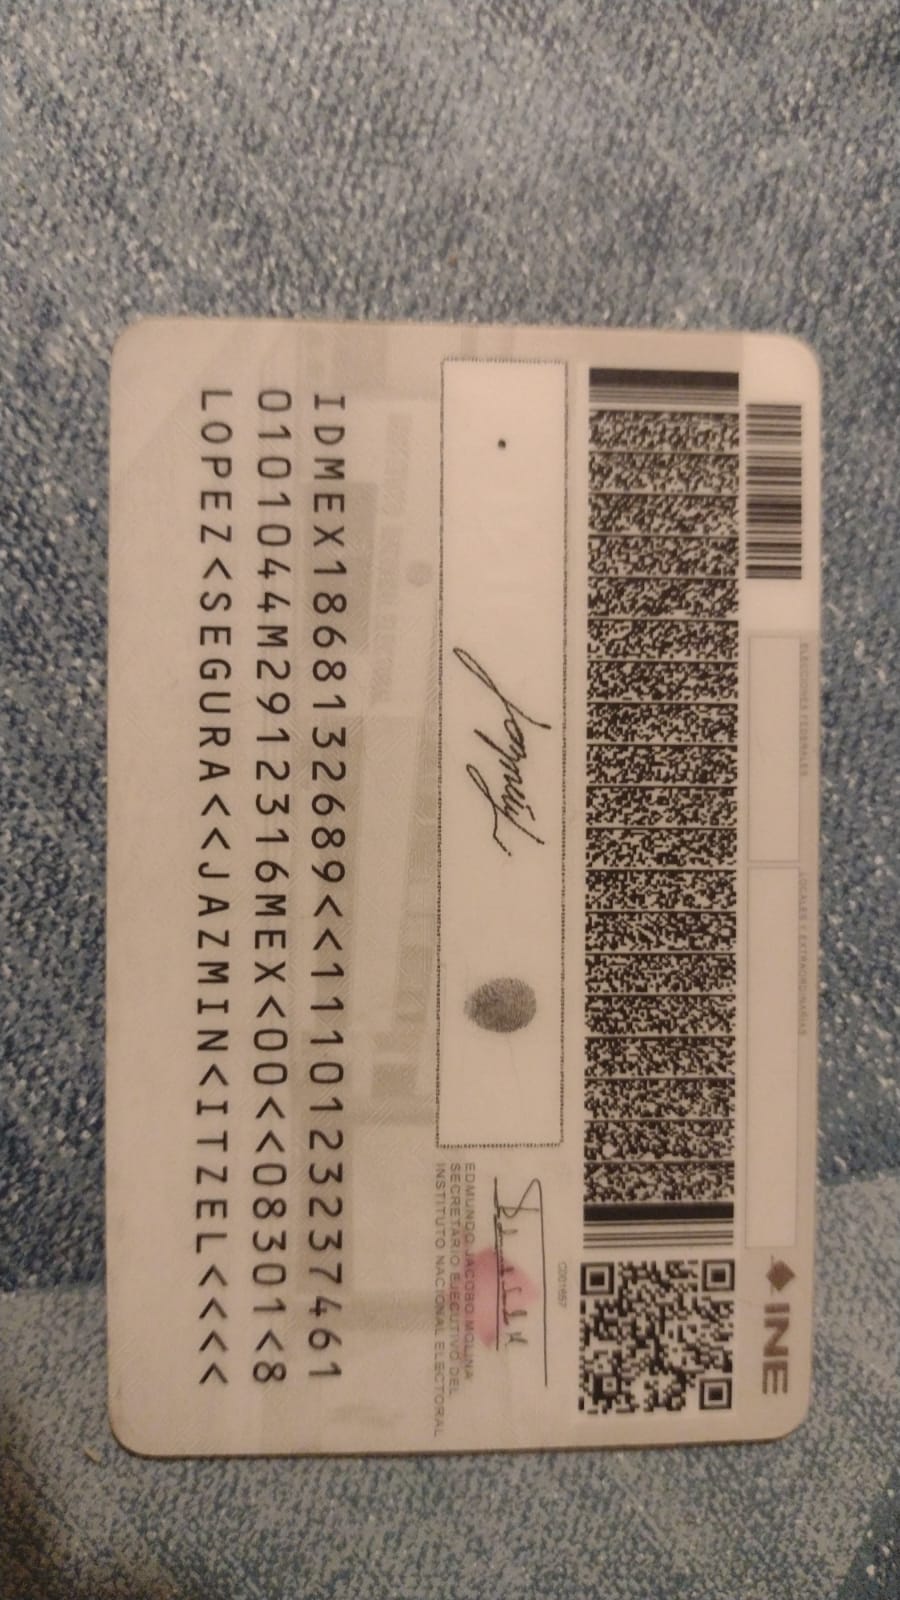 ELECCIONES FEDERALES
LOCALES Y EXTRAORDINARIAS
INE
EDMUNDO JACOBO MOLINA
SECRETARIO EJECUTIVO DEL
INSTITUTO NACIONAL ELECTORAL
IDMEX1868132689<<1110123237461
0101044M2912316MEX<00<<08301<8
LOPEZ<SEGURA<<JAZMIN<ITZEL<<<<